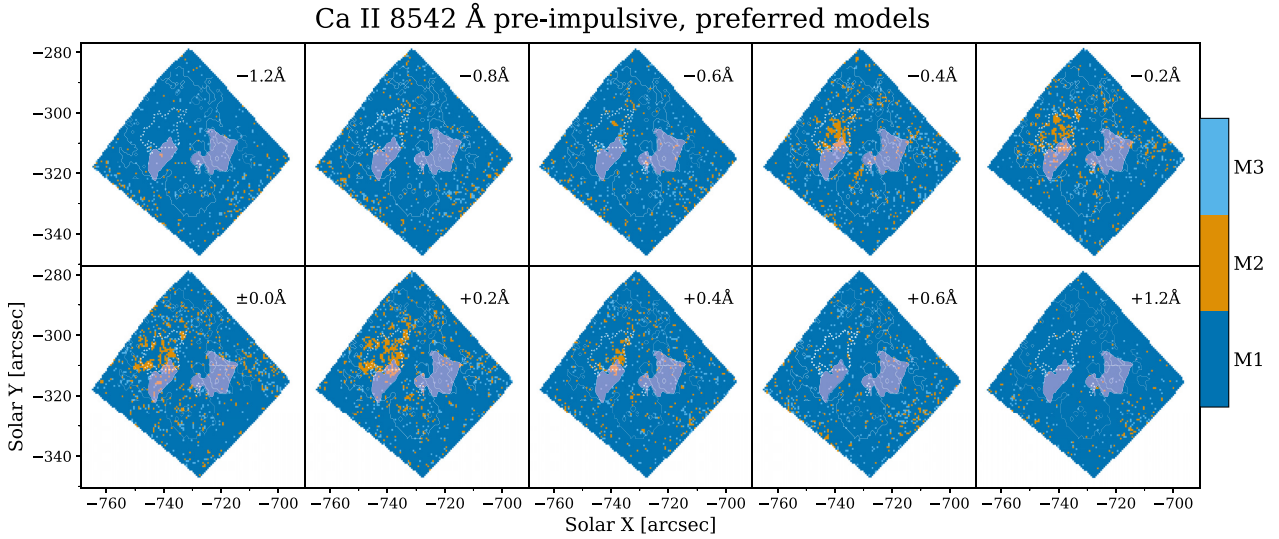 Ca II 8542 Å pre-impulsive, preferred models
−280
−300
−320
−340
−1.2Å
−0.8Å
−0.6Å
−0.4Å
−0.2Å
M3
M2
M1
−280
−300
−320
−340
±0.0Å
+0.2Å
+0.4Å
+0.6Å
+1.2Å
Solar Y [arcsec]
−760 −740 −720 −700
−760 −740 −720 −700
−760 −740 −720 −700
−760 −740 −720 −700
−760 −740 −720 −700
Solar X [arcsec]